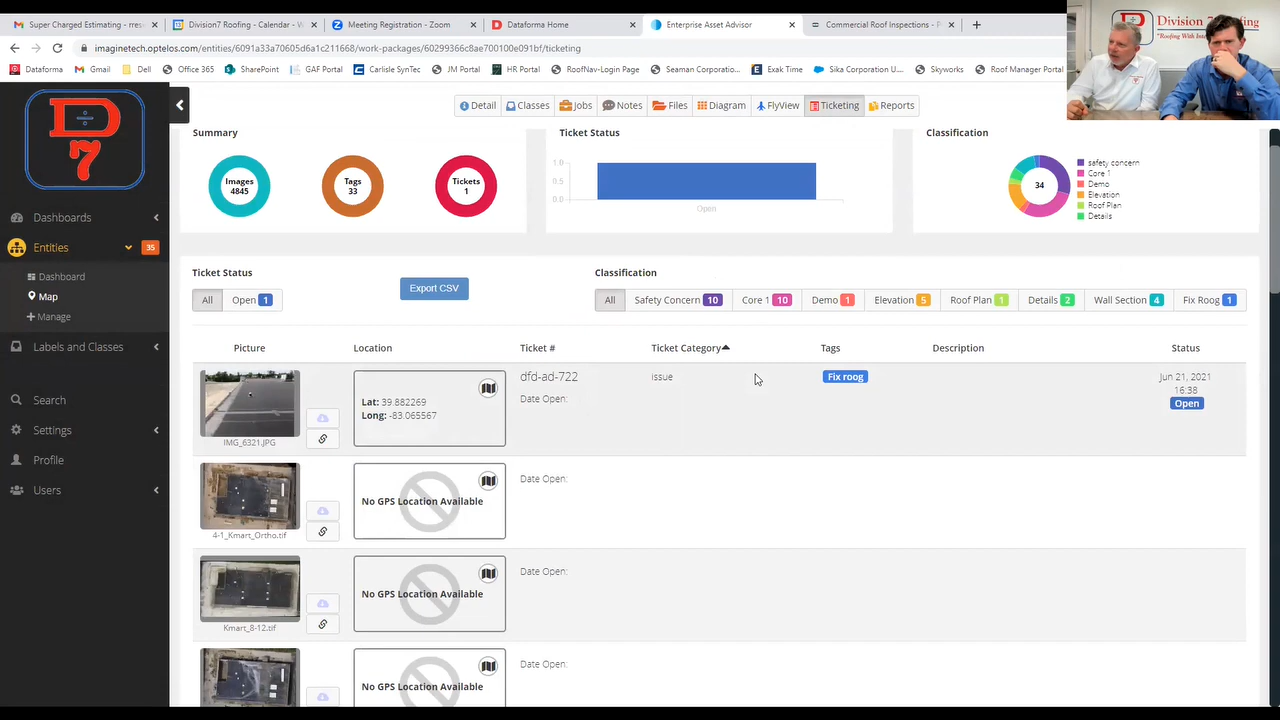 Super Charged Estimating - rrese
Division7 Roofing - Calendar - W
Meeting Registration - Zoom
Dataforma Home
Enterprise Asset Advisor
Commercial Roof Inspections - P
imaginetech.optelos.com/entities/6091a33a70605d6a1c211668/work-packages/
Dataforma
Gmail
Dell
Office 365
SharePoint
GAF Portal
Carlisle SynTec
JM Portal
HR Portal
RoofNav-Login Page
Seaman Corporatio...
Exak Time
Sika Corporation U....
Skyworks
Roof Manager Portal
Division 7 Roofing
"Roofing With Inte
D
÷
7
Detail
Classes
Jobs
Notes
Files
Diagram
FlyView
Ticketing
Reports
Dashboards
Entities
35
Dashboard
Map
Manage
Labels and Classes
Search
Settings
Profile
Users
Summary
Images
4845
Tags
33
Tickets
1
Ticket Status
1.0
0.5
0.0
Open
Classification
34
safety concern
Core 1
Demo
Elevation
Roof Plan
Details
Ticket Status
All
Open 1
Export CSV
Classification
All
Safety Concern 10
Core 1 10
Demo 1
Elevation 5
Roof Plan 1
Details 2
Wall Section 4
Fix Roog 1
Picture
Location
Ticket #
Ticket Category
Tags
Description
Status
IMG_6321.JPG
Lat: 39.882269
Long: -83.065567
dfd-ad-722
Date Open:
issue
Fix roog
Jun 21, 2021
16:38
Open
4-1_Kmart_Ortho.tif
No GPS Location Available
Date Open:
Kmart_8-12.tif
No GPS Location Available
Date Open:
No GPS Location Available
Date Open: